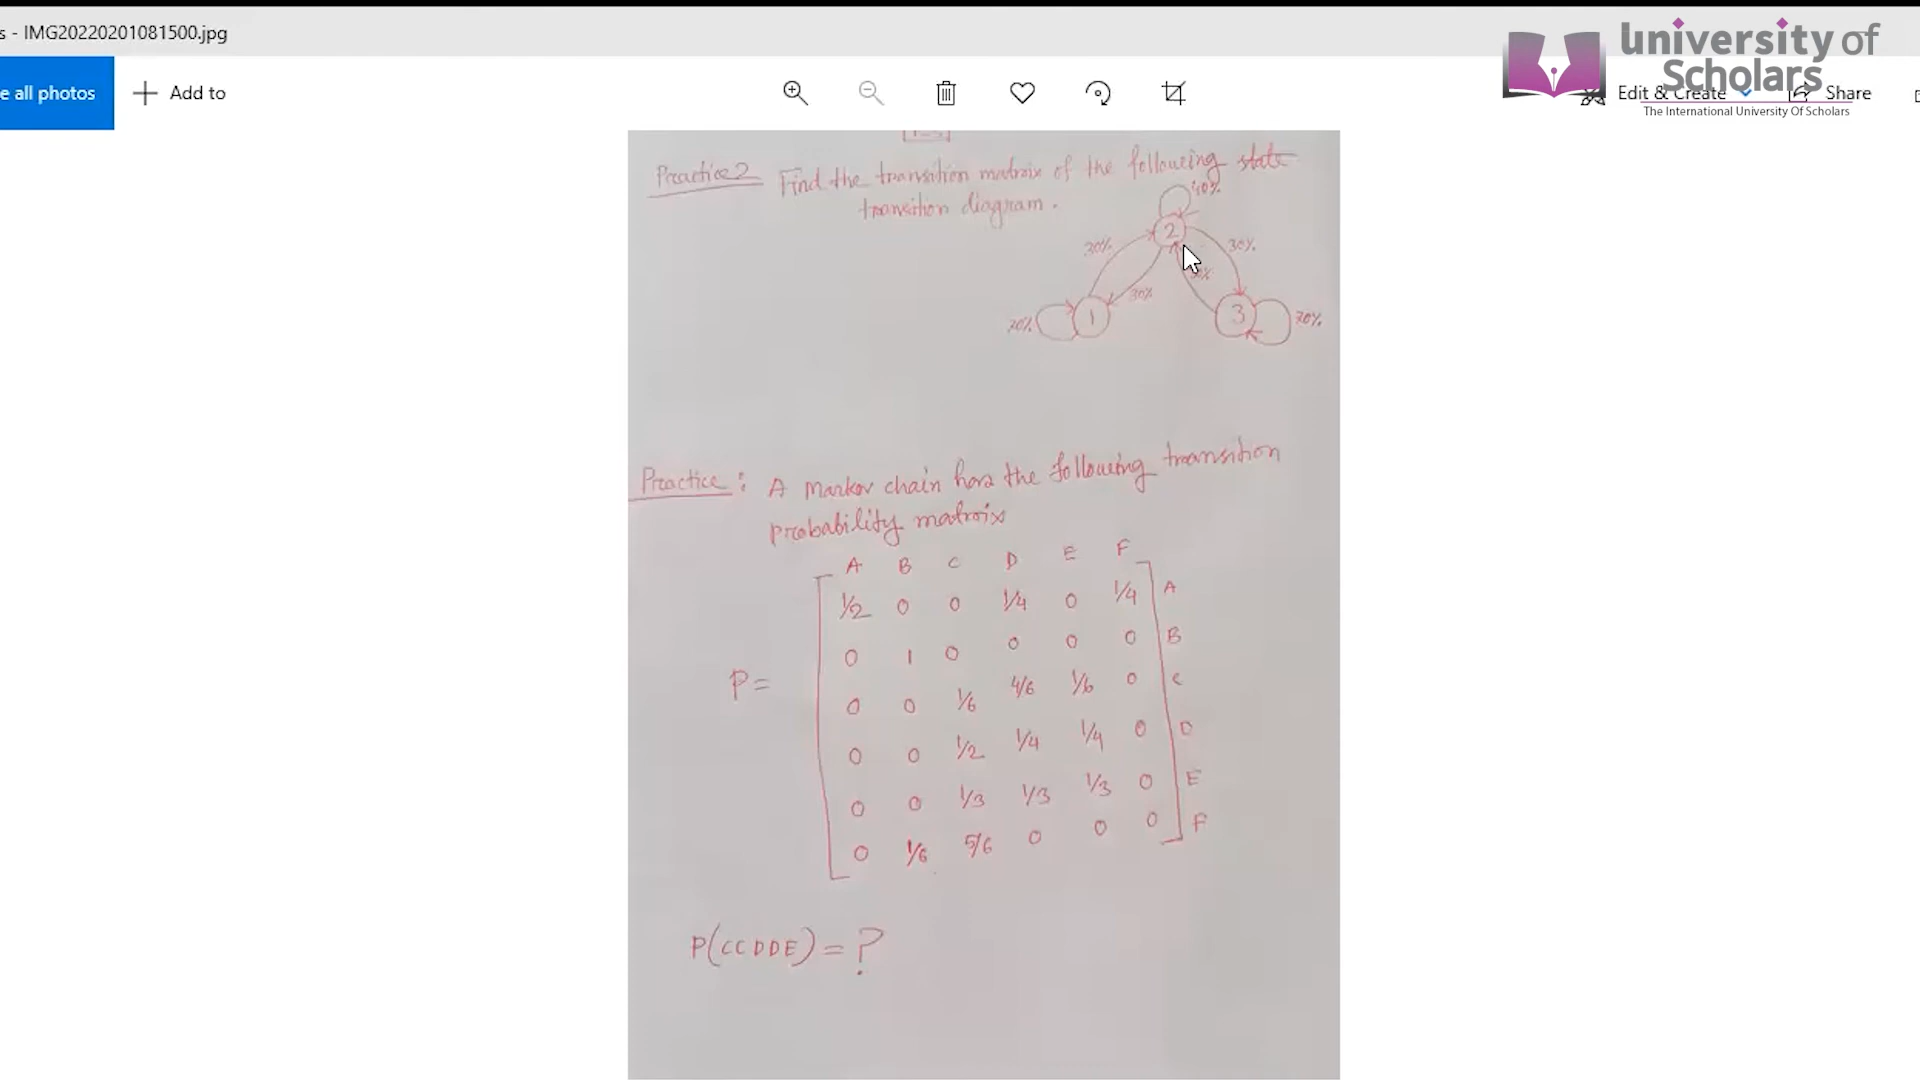 s - IMG20220201081500.jpg
University of
Scholars
The International University Of Scholars
e all photos
Add to
Edit & Create
Share
Practice 2 Find the transition matrix of the following state
transition diagram.
40%
2
30%
30%
30%
70%
1
3
70%
Practice: A Markov chain has the following transition
probability matrix
A B C D E F
1/2 0 0 1/4 0 1/4 A
0 1 0 0 0 0 B
P= 0 0 1/6 4/6 1/6 0 C
0 0 1/2 1/4 1/4 0 D
0 0 1/3 1/3 1/3 0 E
0 1/6 5/6 0 0 0 F
P(CCDDE) = ?